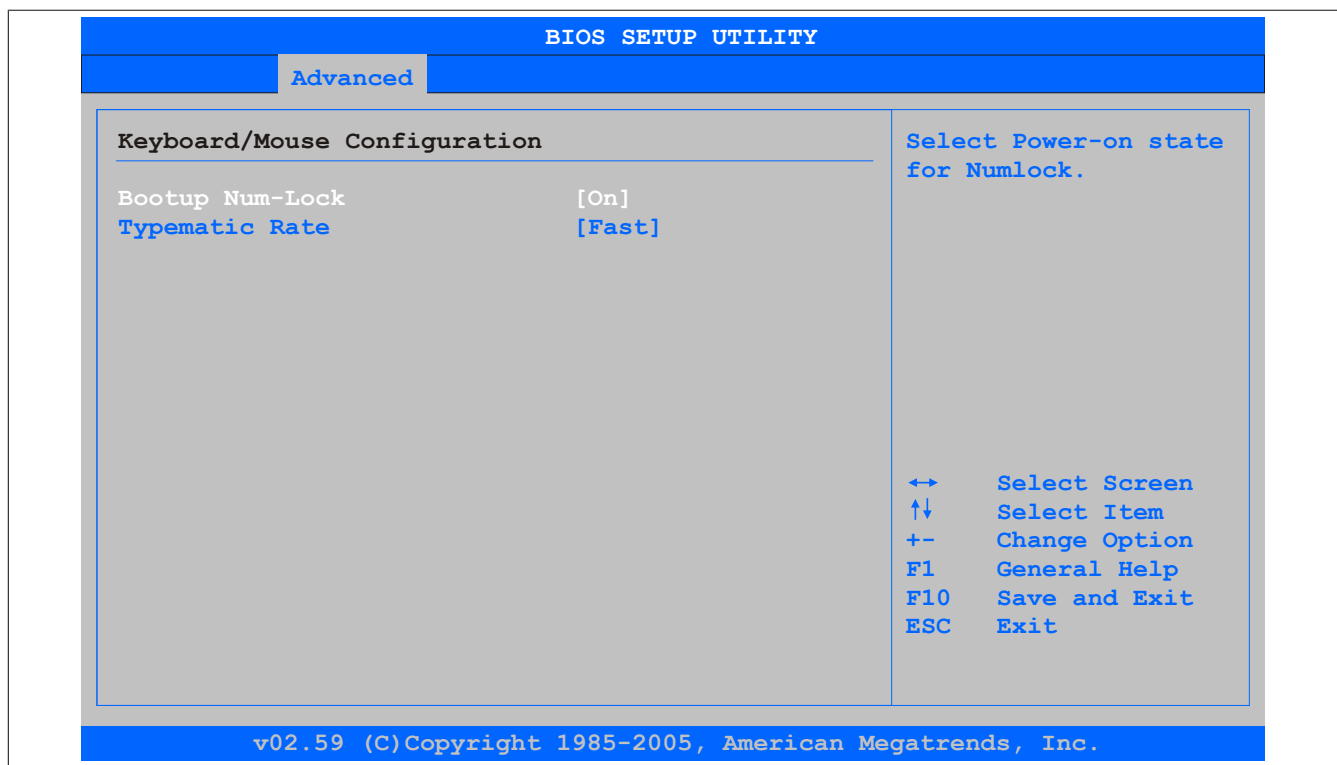 BIOS SETUP UTILITY
Advanced
Keyboard/Mouse Configuration
Bootup Num-Lock [On]
Typematic Rate [Fast]
Select Power-on state
for Numlock.
↔ Select Screen
↑↓ Select Item
+- Change Option
F1 General Help
F10 Save and Exit
ESC Exit
v02.59 (C)Copyright 1985-2005, American Megatrends, Inc.